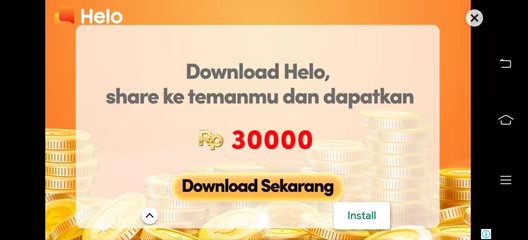 Helo
Download Helo,
share ke temanmu dan dapatkan
Rp 30000
Download Sekarang
Install